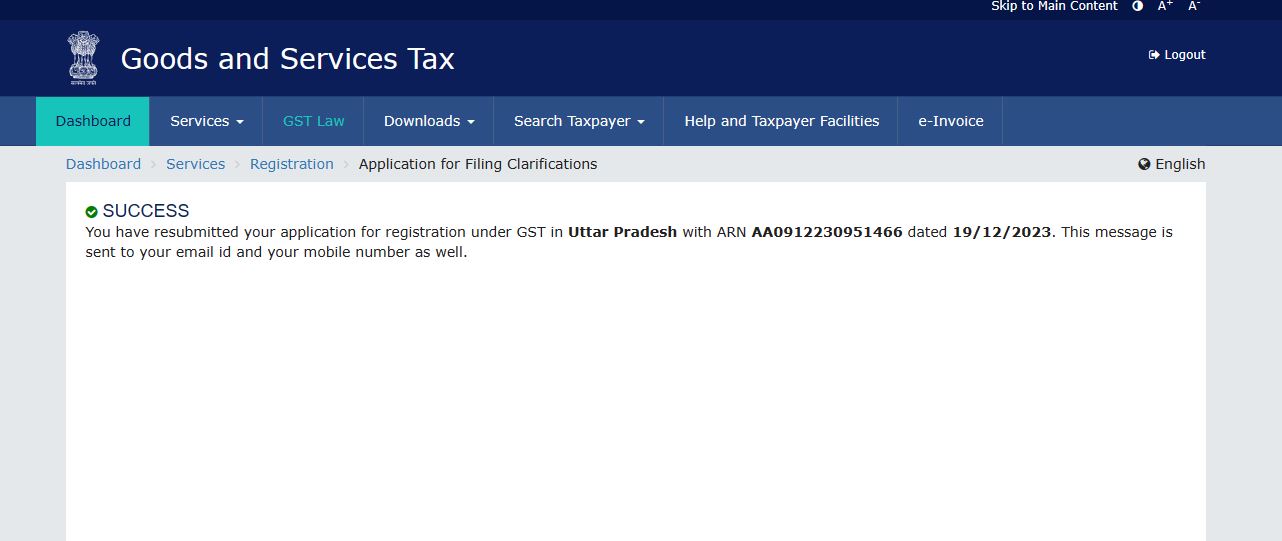 Skip to Main Content A+ A-
Goods and Services Tax
Logout
Dashboard Services GST Law Downloads Search Taxpayer Help and Taxpayer Facilities e-Invoice
Dashboard > Services > Registration > Application for Filing Clarifications English
SUCCESS
You have resubmitted your application for registration under GST in Uttar Pradesh with ARN AA0912230951466 dated 19/12/2023. This message is
sent to your email id and your mobile number as well.